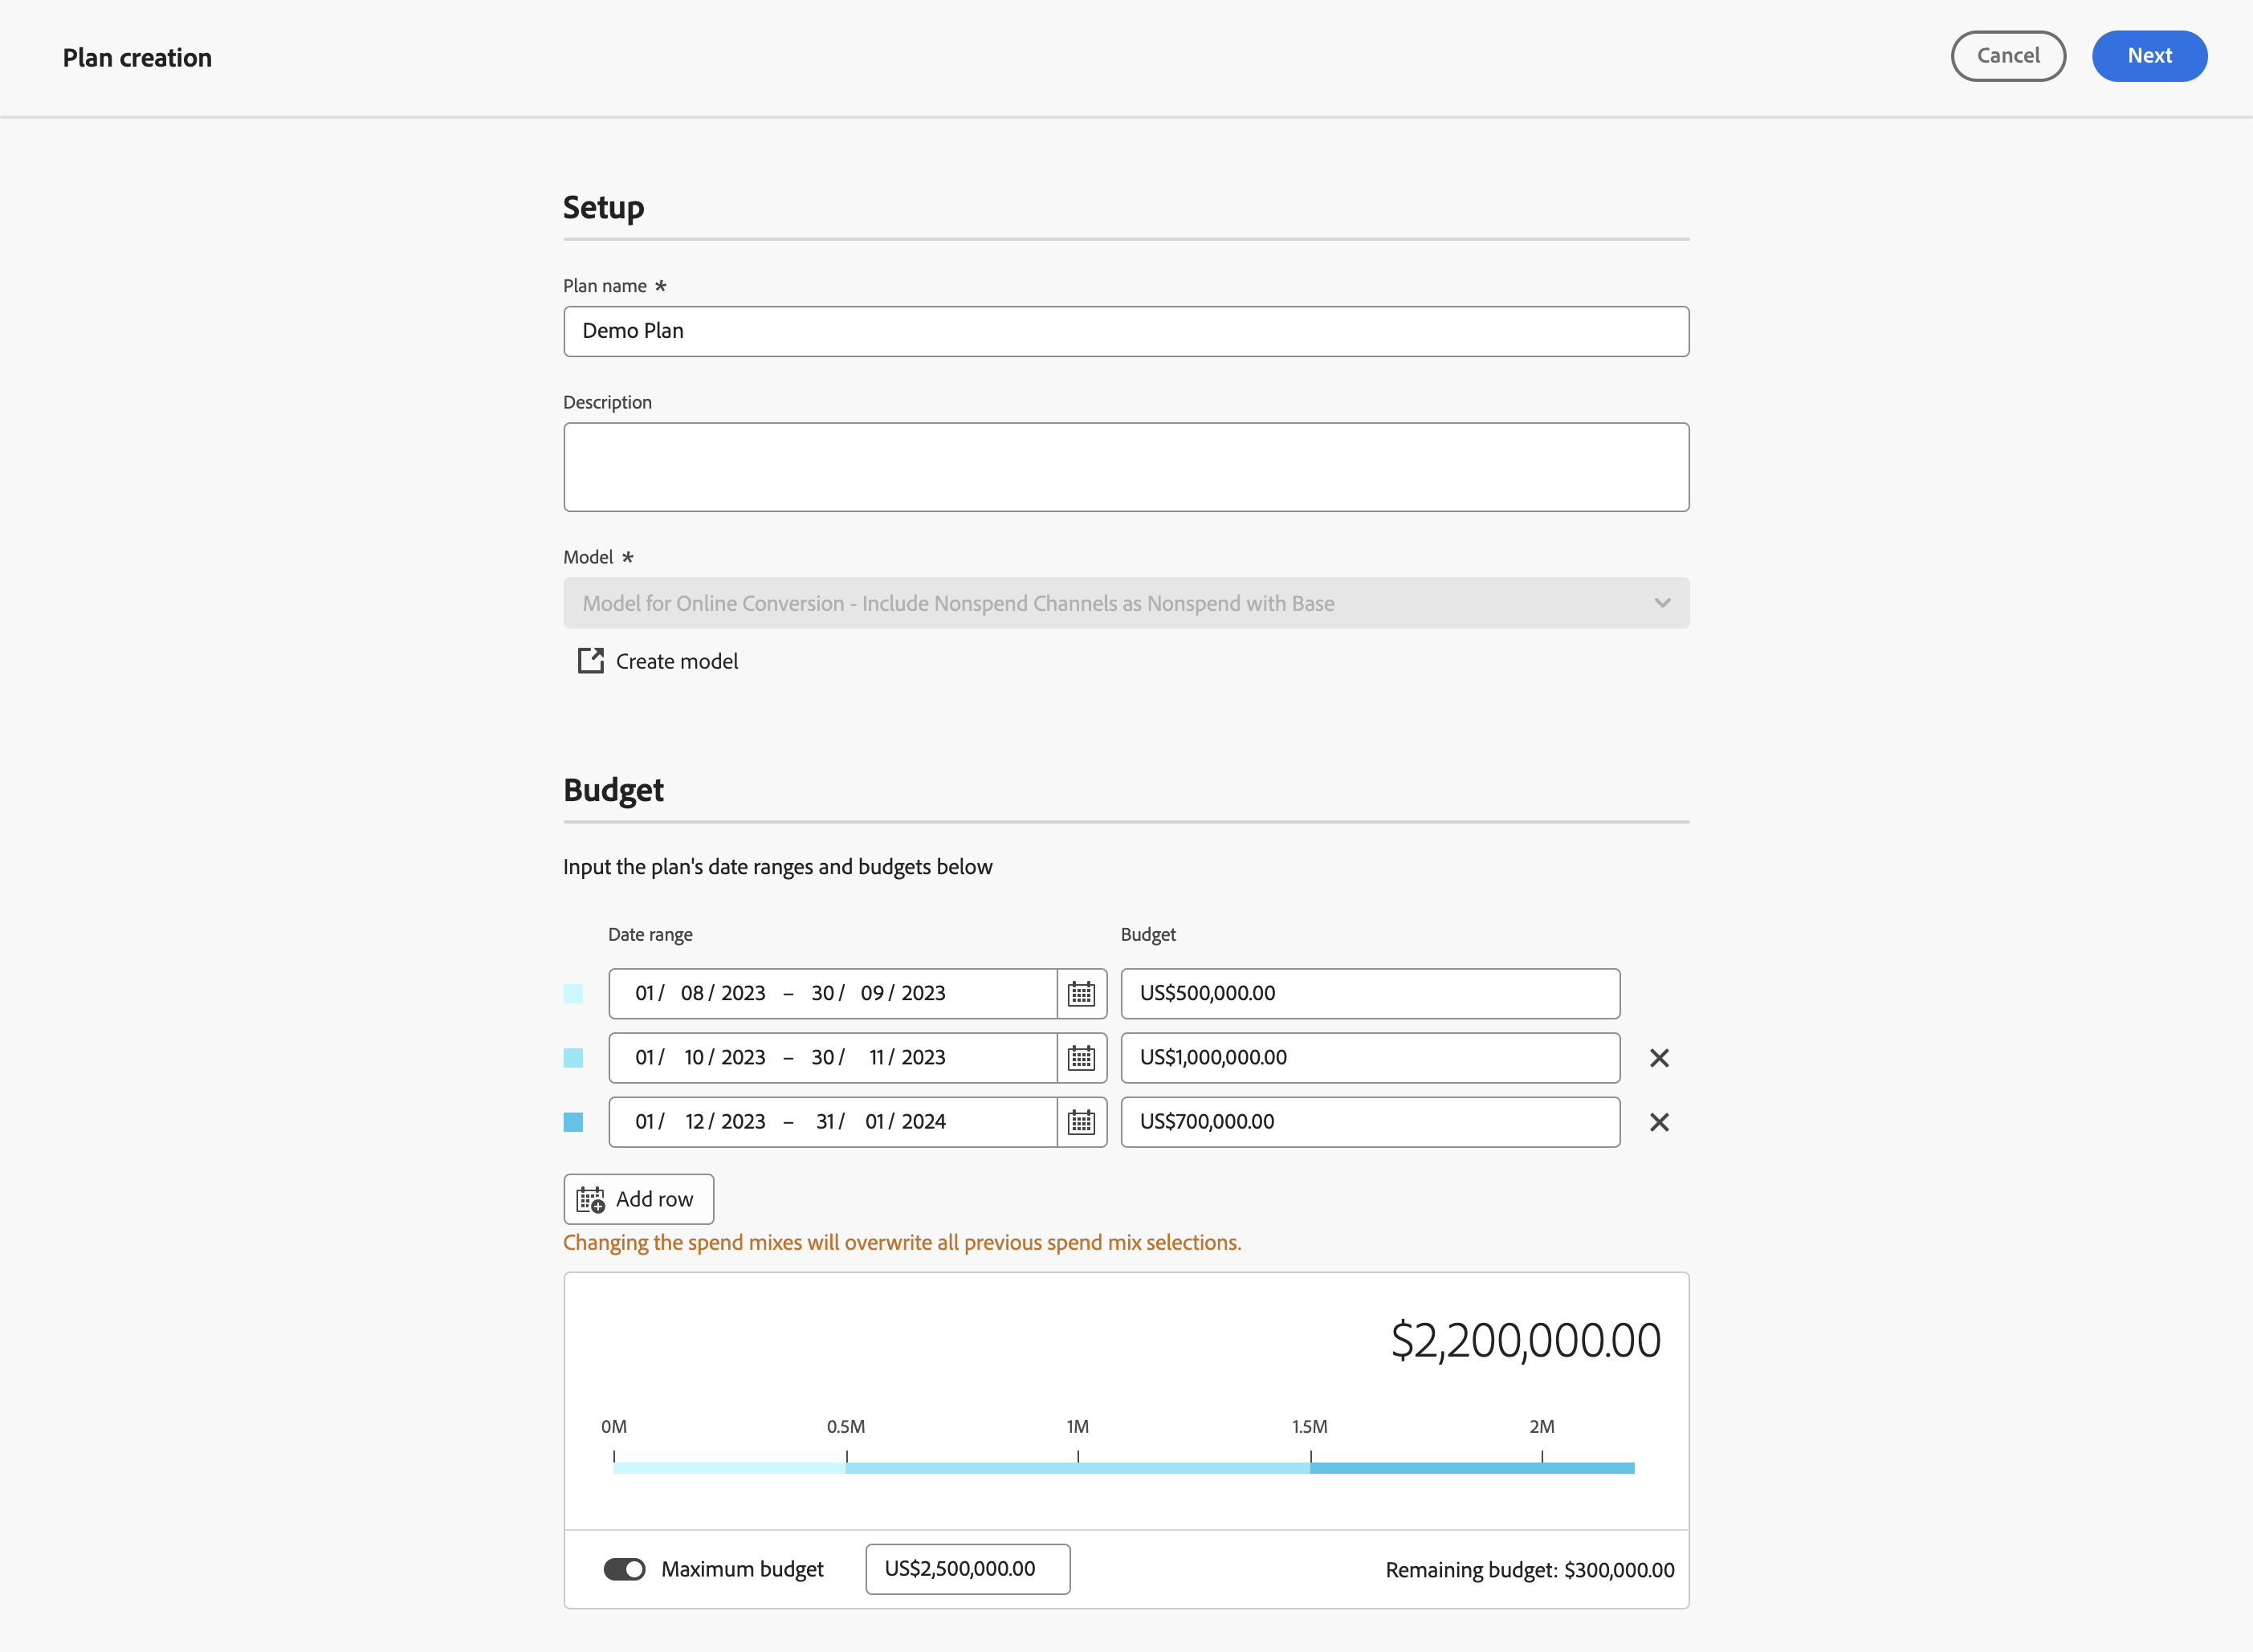 Plan creation
Cancel
Next
Setup
Plan name *
Demo Plan
Description
Model *
Model for Online Conversion - Include Nonspend Channels as Nonspend with Base
Create model
Budget
Input the plan's date ranges and budgets below
Date range
Budget
01 / 08 / 2023 – 30 / 09 / 2023
US$500,000.00
01 / 10 / 2023 – 30 / 11 / 2023
US$1,000,000.00
01 / 12 / 2023 – 31 / 01 / 2024
US$700,000.00
Add row
Changing the spend mixes will overwrite all previous spend mix selections.
$2,200,000.00
0M 0.5M 1M 1.5M 2M
Maximum budget
US$2,500,000.00
Remaining budget: $300,000.00